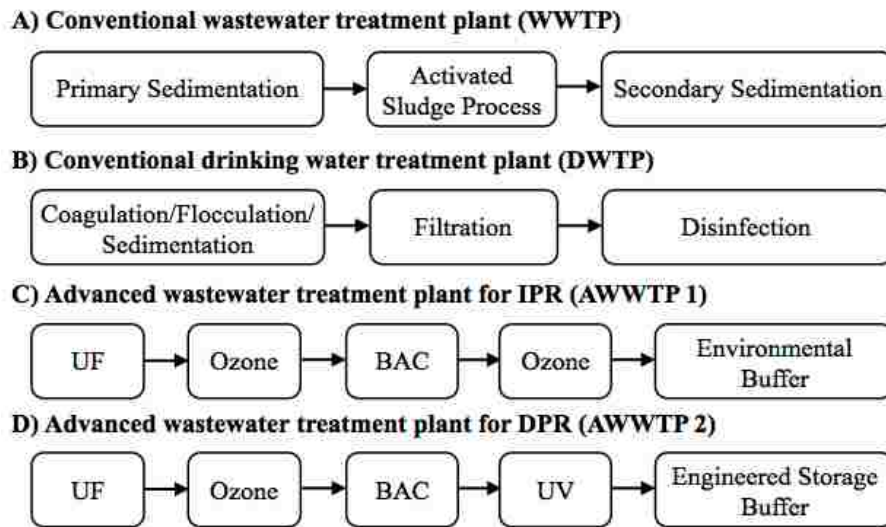 A) Conventional wastewater treatment plant (WWTP)
Primary Sedimentation
Activated
Sludge Process
Secondary Sedimentation
B) Conventional drinking water treatment plant (DWTP)
Coagulation/Flocculation/
Sedimentation
Filtration
Disinfection
C) Advanced wastewater treatment plant for IPR (AWWTP 1)
UF
Ozone
BAC
Ozone
Environmental
Buffer
D) Advanced wastewater treatment plant for DPR (AWWTP 2)
UF
Ozone
BAC
UV
Engineered Storage
Buffer